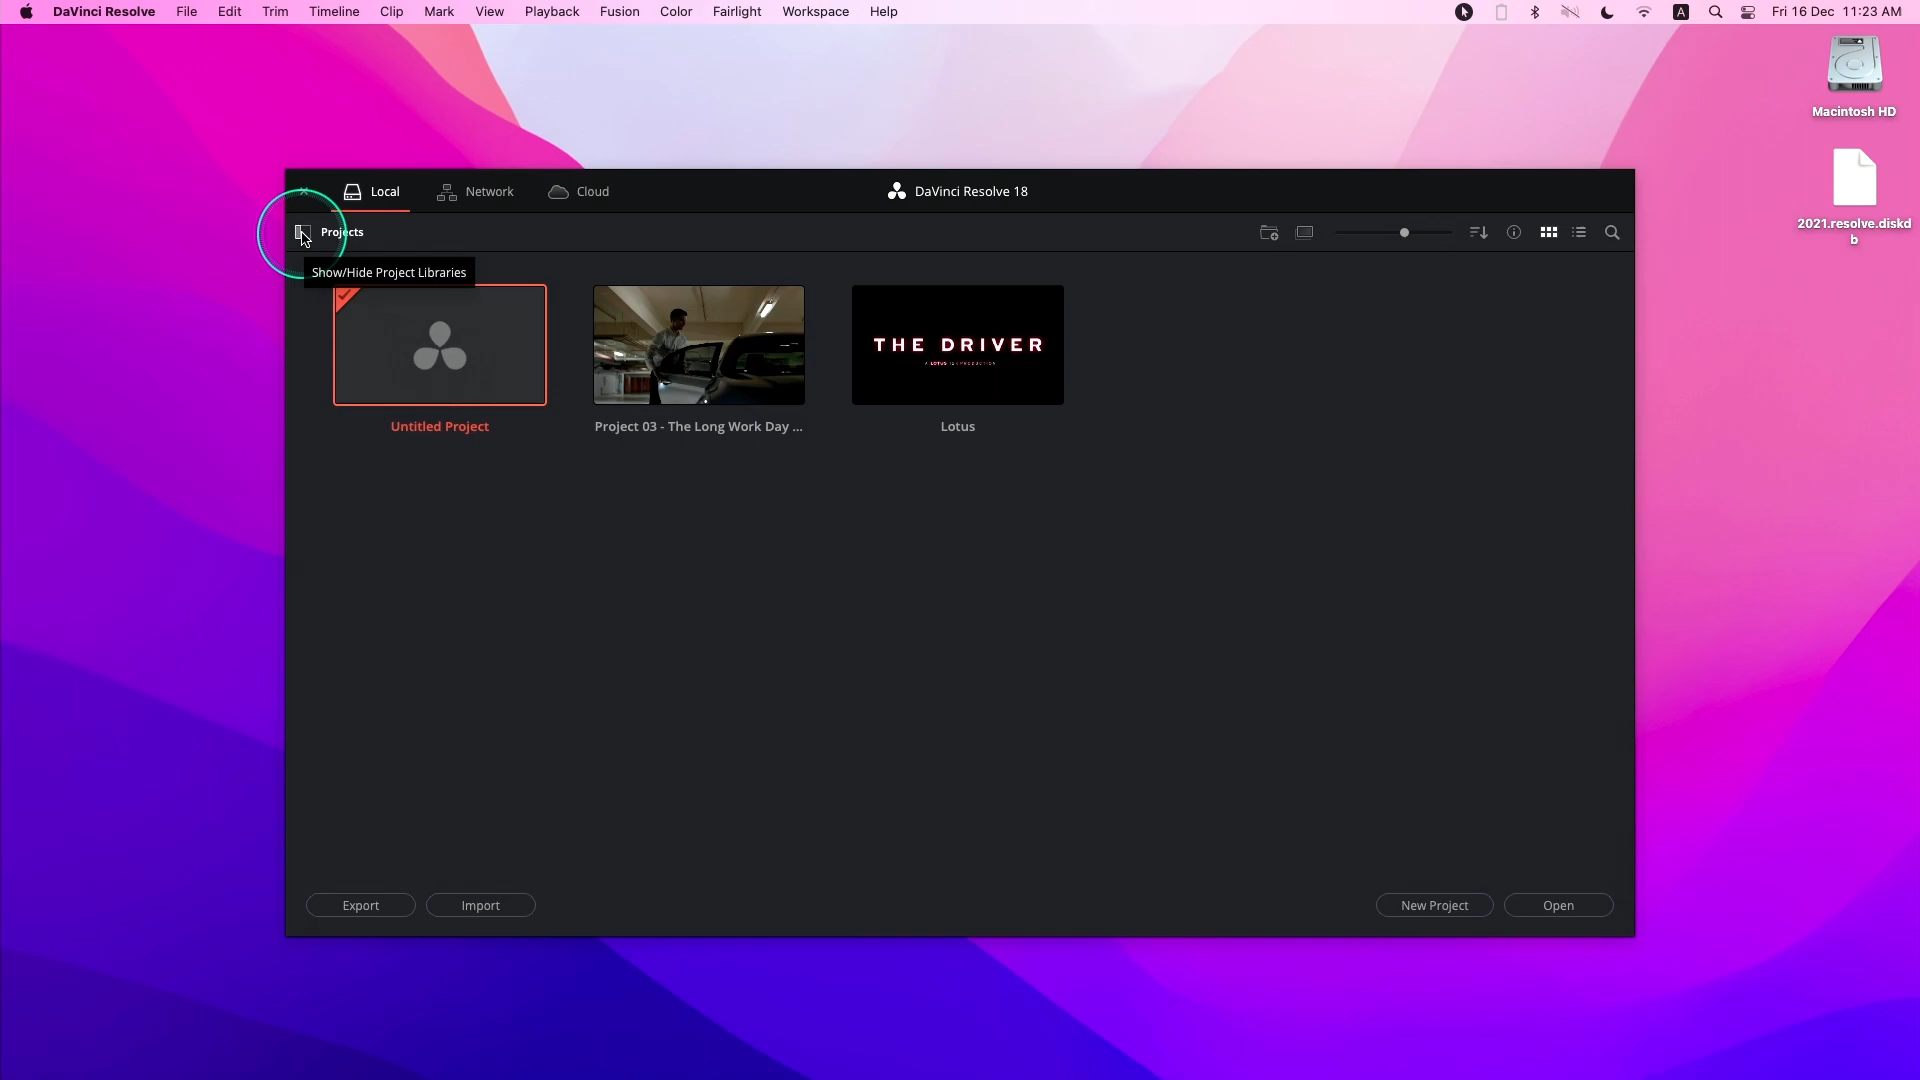 DaVinci Resolve File Edit Trim Timeline Clip Mark View Playback Fusion Color Fairlight Workspace Help A Fri 16 Dec 11:23 AM
Macintosh HD
2021.resolve.diskd
b
Local Network Cloud DaVinci Resolve 18
Projects
Show/Hide Project Libraries
THE DRIVER
Untitled Project Project 03 - The Long Work Day ... Lotus
Export Import New Project Open